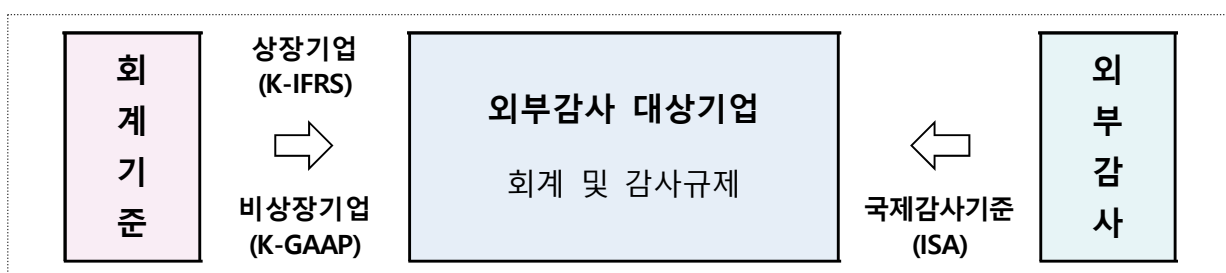 회
계
기
준
상장기업
(K-IFRS)
비상장기업
(K-GAAP)
외부감사 대상기업
회계 및 감사규제
국제감사기준
(ISA)
외
부
감
사